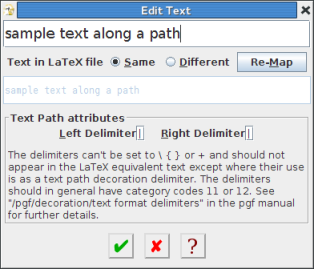 Edit Text
sample text along a path
Text in LaTeX file Same Different Re-Map
sample text along a path
Text Path attributes
Left Delimiter | Right Delimiter |
The delimiters can't be set to \ { } or + and should not
appear in the LaTeX equivalent text except where their use
is as a text path decoration delimiter. The delimiters
should in general have category codes 11 or 12. See
"/pgf/decoration/text format delimiters" in the pgf manual
for further details.
?